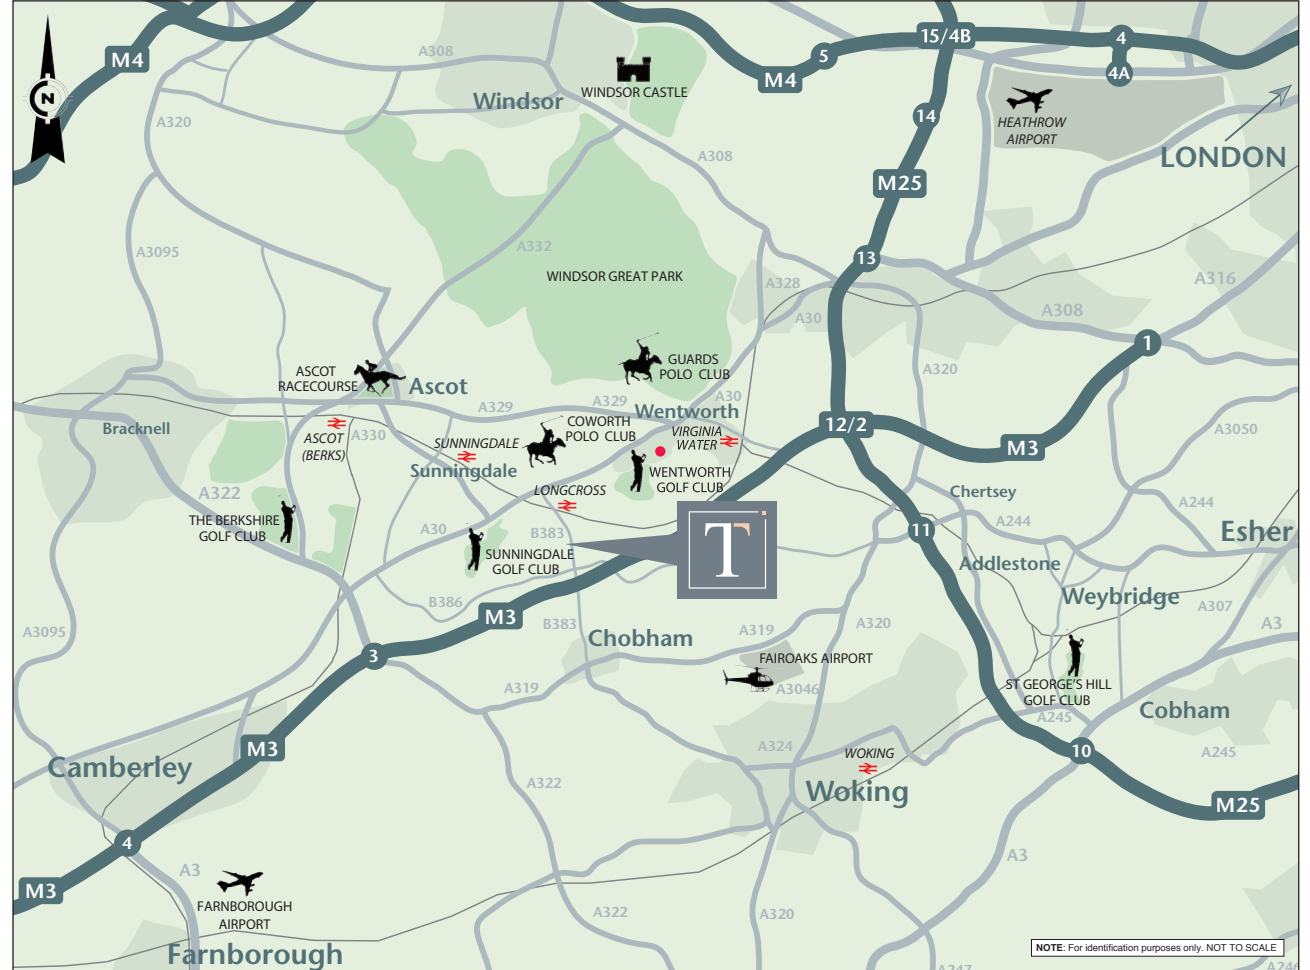 M4
N
A320
A308
Windsor
WINDSOR CASTLE
M4
5
15/4B
4
4A
14
HEATHROW
AIRPORT
LONDON
A308
M25
A3095
A332
13
WINDSOR GREAT PARK
A328
A30
A308
A316
1
A320
ASCOT
RACECOURSE
Ascot
GUARDS
POLO CLUB
A30
A329
A329
Wentworth
Bracknell
ASCOT
(BERKS)
A330
SUNNINGDALE
Sunningdale
COWORTH
POLO CLUB
VIRGINIA
WATER
12/2
M3
A3050
WENTWORTH
GOLF CLUB
LONGCROSS
A322
THE BERKSHIRE
GOLF CLUB
A30
B383
SUNNINGDALE
GOLF CLUB
T
Chertsey
A244
A244
Esher
11
Addlestone
Weybridge
A307
A3
B386
M3
B383
A3095
3
Chobham
A319
A320
FAIROAKS AIRPORT
A3046
A319
ST GEORGE'S HILL
GOLF CLUB
Cobham
A245
A245
10
M3
Camberley
A324
WOKING
Woking
A322
M25
4
A3
A3
M3
FARNBOROUGH
AIRPORT
Farnborough
A322
A320
A247
NOTE: For identification purposes only. NOT TO SCALE